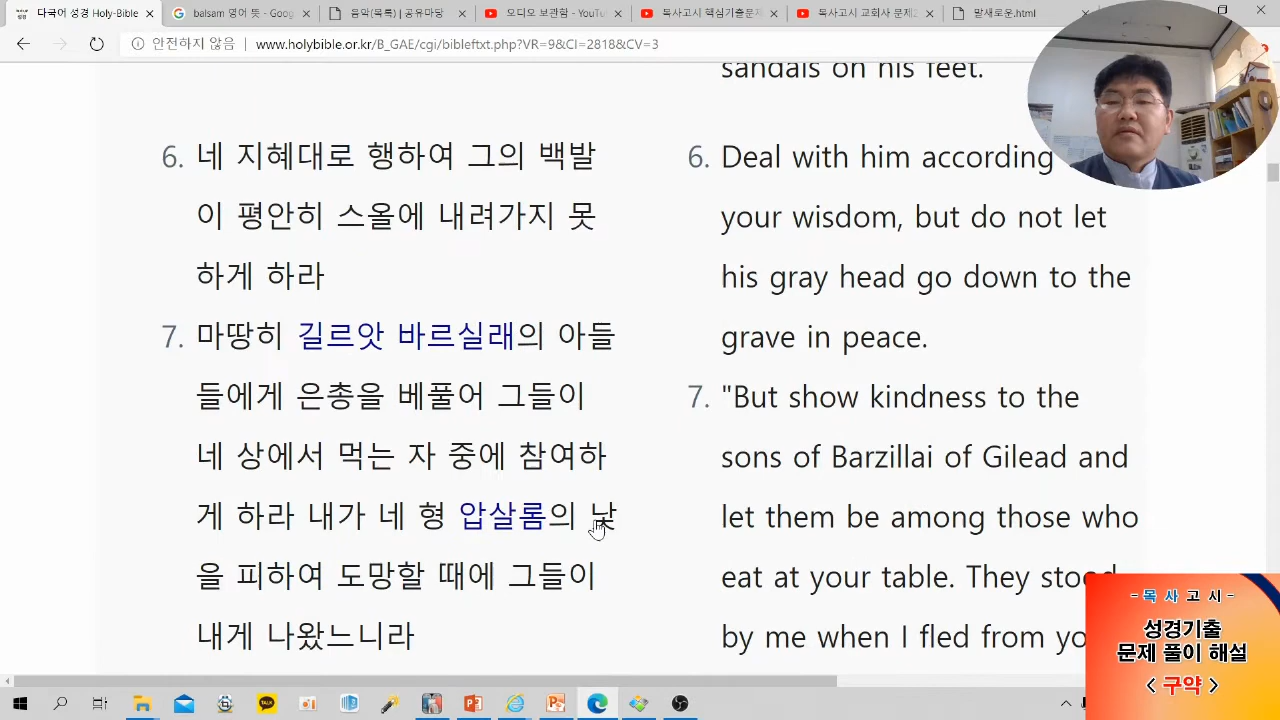 다국어 성경 Holy-Bible
balsam 영어 뜻 - Goog
음악(목록) | 공유마당
오디오 보관함 - YouTu
목사고시 핵심기출문
목사고시 교회사 문제2
말새로운.html
안전하지 않음 www.holybible.or.kr/B_GAE/cgi/bibleftxt.php?VR=9&CI=2818&CV=3
6. 네 지혜대로 행하여 그의 백발
이 평안히 스올에 내려가지 못
하게 하라
7. 마땅히 길르앗 바르실래의 아들
들에게 은총을 베풀어 그들이
네 상에서 먹는 자 중에 참여하
게 하라 내가 네 형 압살롬의 낯
을 피하여 도망할 때에 그들이
내게 나왔느니라
sandals on his feet.
6. Deal with him according
your wisdom, but do not let
his gray head go down to the
grave in peace.
7. "But show kindness to the
sons of Barzillai of Gilead and
let them be among those who
eat at your table. They stood
by me when I fled from yo
- 목사고시 -
성경기출
문제 풀이 해설
< 구약 >
TALK